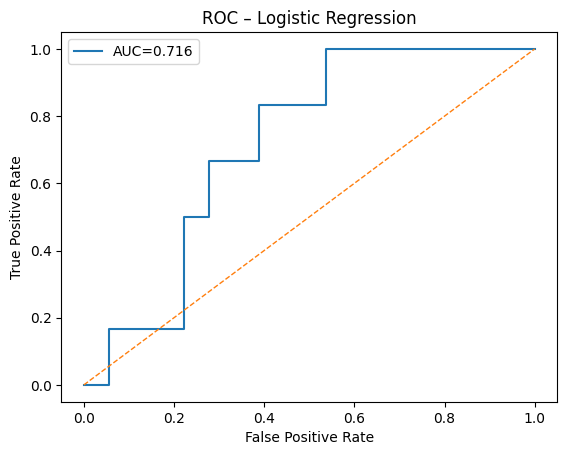 ROC – Logistic Regression
AUC=0.716
True Positive Rate
1.0
0.8
0.6
0.4
0.2
0.0
0.0 0.2 0.4 0.6 0.8 1.0
False Positive Rate